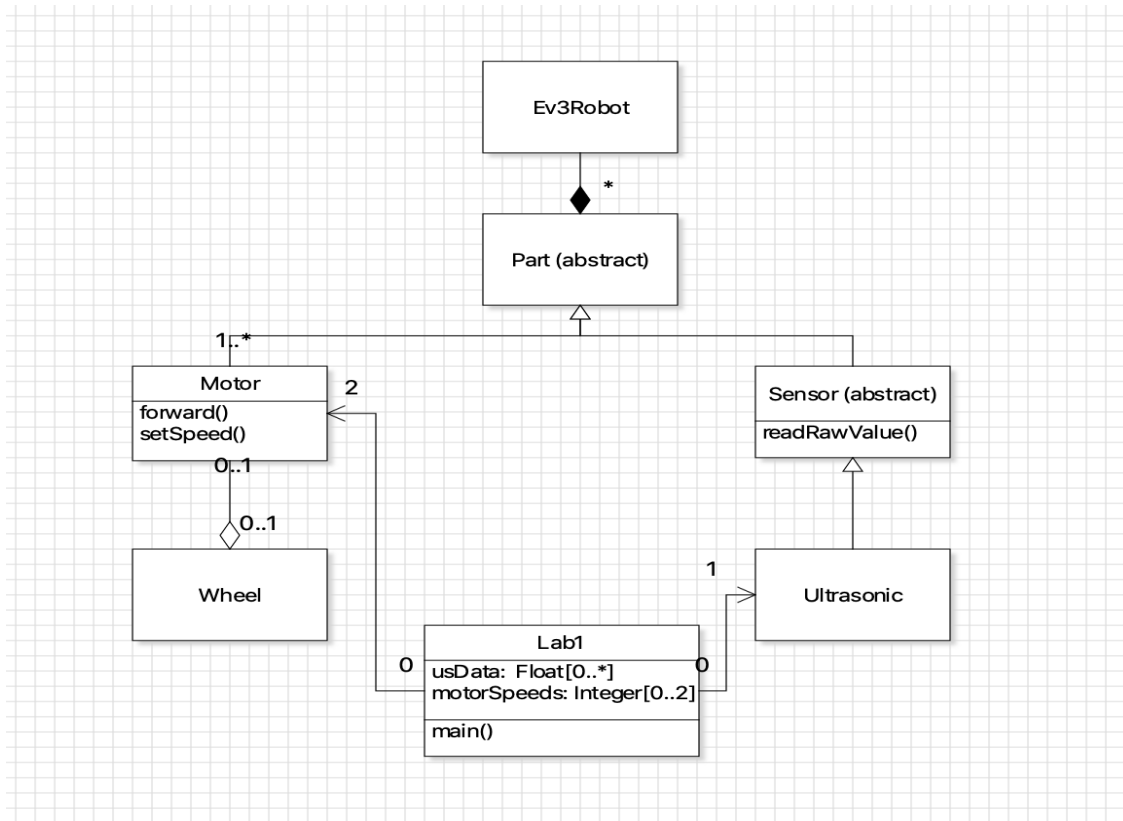 Ev3Robot
*
Part (abstract)
1..*
Motor
forward()
setSpeed()
2
Sensor (abstract)
readRawValue()
0..1
0..1
Wheel
1
Ultrasonic
Lab1
0
0
usData: Float[0..*]
motorSpeeds: Integer[0..2]
main()